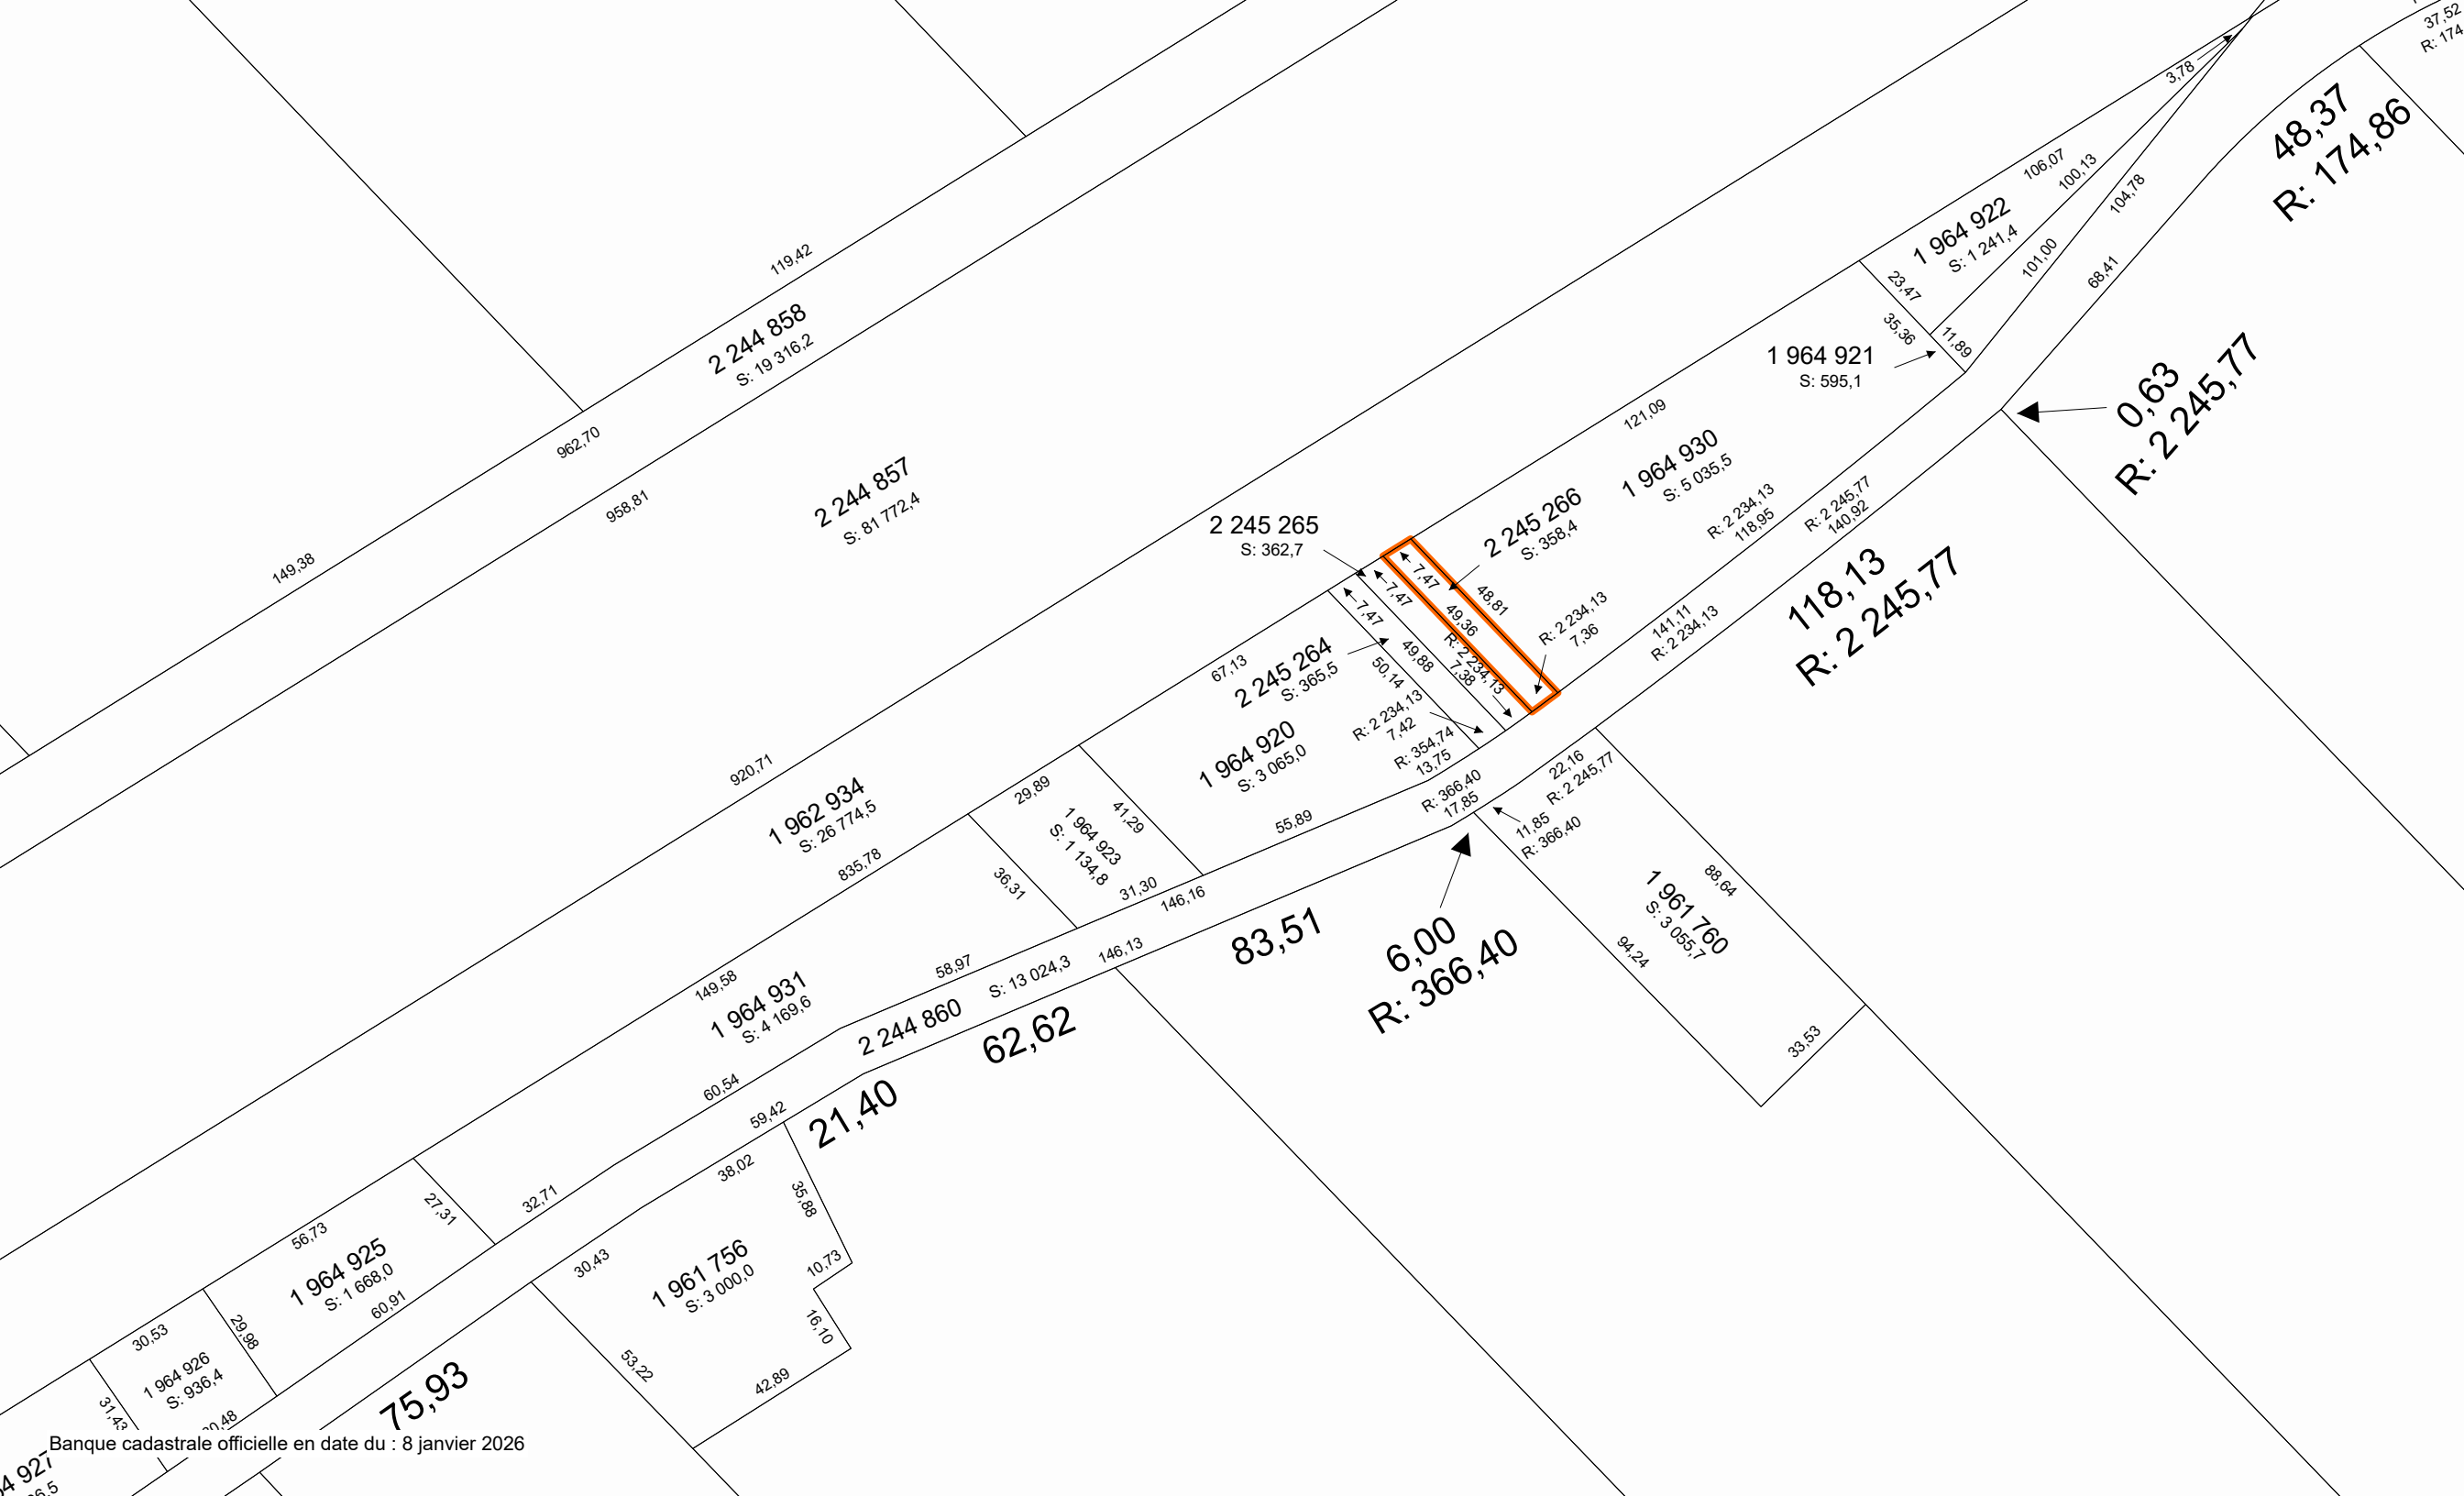 37,52
R: 174
3,78
48,37
R: 174,86
106,07
100,13
104,78
1 964 922
S: 1 241,4
101,00
68,41
23,47
35,36
11,89
119,42
2 244 858
S: 19 316,2
1 964 921
S: 595,1
0,63
R: 2 245,77
962,70
958,81
149,38
2 244 857
S: 81 772,4
121,09
1 964 930
S: 5 035,5
2 245 266
S: 358,4
2 245 265
S: 362,7
R: 2 234,13
118,95
R: 2 245,77
140,92
118,13
R: 2 245,77
7,47
7,47
7,47
48,81
49,36
R: 2 234,13
7,38
R: 2 234,13
7,36
141,11
R: 2 234,13
67,13
2 245 264
S: 365,5
49,88
50,14
R: 2 234,13
7,42
R: 354,74
13,75
1 964 920
S: 3 065,0
R: 366,40
17,85
22,16
R: 2 245,77
11,85
R: 366,40
920,71
1 962 934
S: 26 774,5
835,78
29,89
41,29
1 964 923
S: 1 134,8
36,31
31,30
55,89
146,16
83,51
6,00
R: 366,40
88,64
1 961 760
S: 3 055,7
94,24
33,53
149,58
1 964 931
S: 4 169,6
58,97
146,13
S: 13 024,3
2 244 860
62,62
60,54
59,42
21,40
38,02
35,88
27,31
32,71
56,73
1 964 925
S: 1 668,0
60,91
30,43
1 961 756
S: 3 000,0
10,73
16,10
42,89
53,22
30,53
29,98
1 964 926
S: 936,4
31,43
75,93
Banque cadastrale officielle en date du : 8 janvier 2026